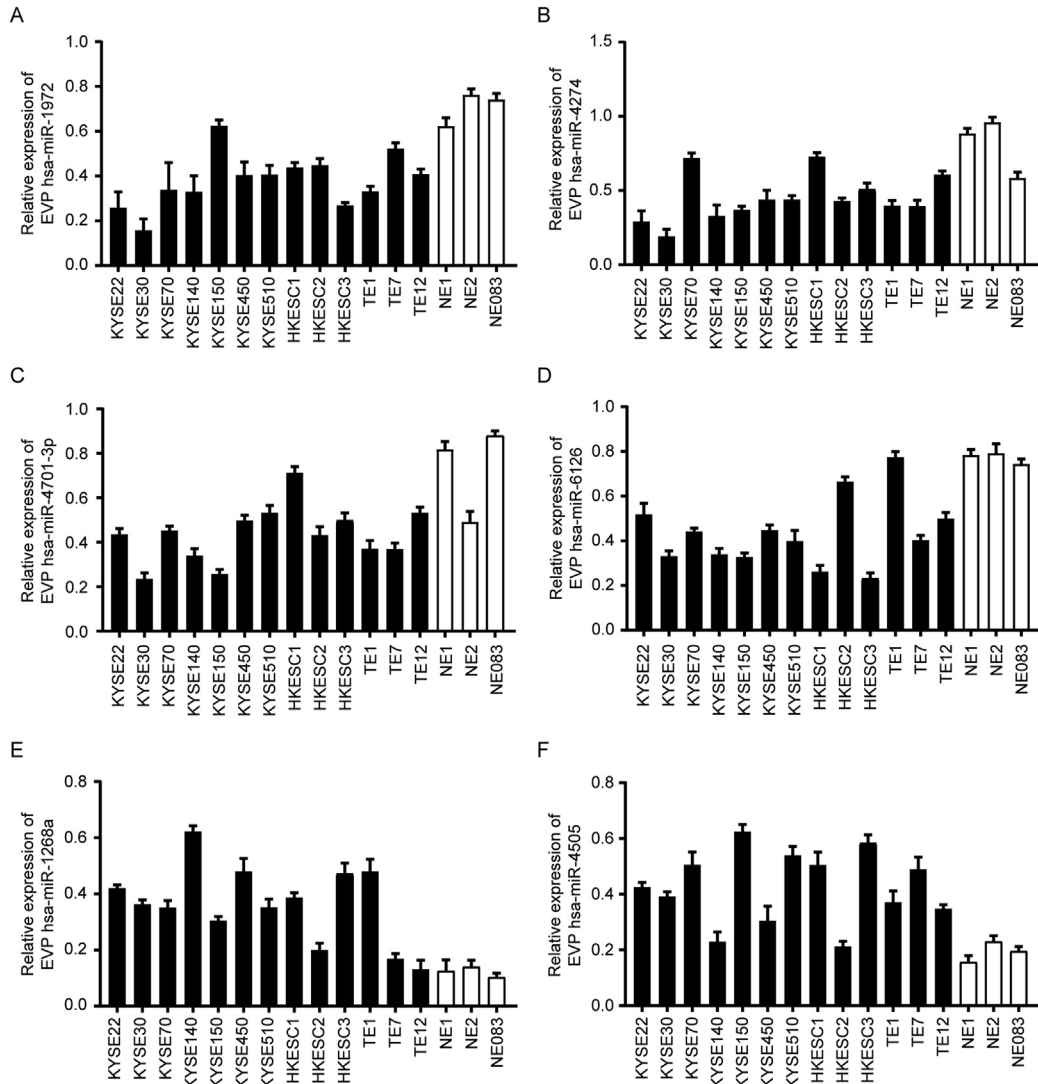 A
Relative expression of
EVP hsa-miR-1972
1.0
0.8
0.6
0.4
0.2
0.0
KYSE22
KYSE30
KYSE70
KYSE140
KYSE150
KYSE450
KYSE510
HKESC1
HKESC2
HKESC3
TE1
TE7
TE12
NE1
NE2
NE083
B
Relative expression of
EVP hsa-miR-4274
1.5
1.0
0.5
0.0
KYSE22
KYSE30
KYSE70
KYSE140
KYSE150
KYSE450
KYSE510
HKESC1
HKESC2
HKESC3
TE1
TE7
TE12
NE1
NE2
NE083
C
Relative expression of
EVP hsa-miR-4701-3p
1.0
0.8
0.6
0.4
0.2
0.0
KYSE22
KYSE30
KYSE70
KYSE140
KYSE150
KYSE450
KYSE510
HKESC1
HKESC2
HKESC3
TE1
TE7
TE12
NE1
NE2
NE083
D
Relative expression of
EVP hsa-miR-6126
1.0
0.8
0.6
0.4
0.2
0.0
KYSE22
KYSE30
KYSE70
KYSE140
KYSE150
KYSE450
KYSE510
HKESC1
HKESC2
HKESC3
TE1
TE7
TE12
NE1
NE2
NE083
E
Relative expression of
EVP hsa-miR-1268a
0.8
0.6
0.4
0.2
0.0
KYSE22
KYSE30
KYSE70
KYSE140
KYSE150
KYSE450
KYSE510
HKESC1
HKESC2
HKESC3
TE1
TE7
TE12
NE1
NE2
NE083
F
Relative expression of
EVP hsa-miR-4505
0.8
0.6
0.4
0.2
0.0
KYSE22
KYSE30
KYSE70
KYSE140
KYSE150
KYSE450
KYSE510
HKESC1
HKESC2
HKESC3
TE1
TE7
TE12
NE1
NE2
NE083